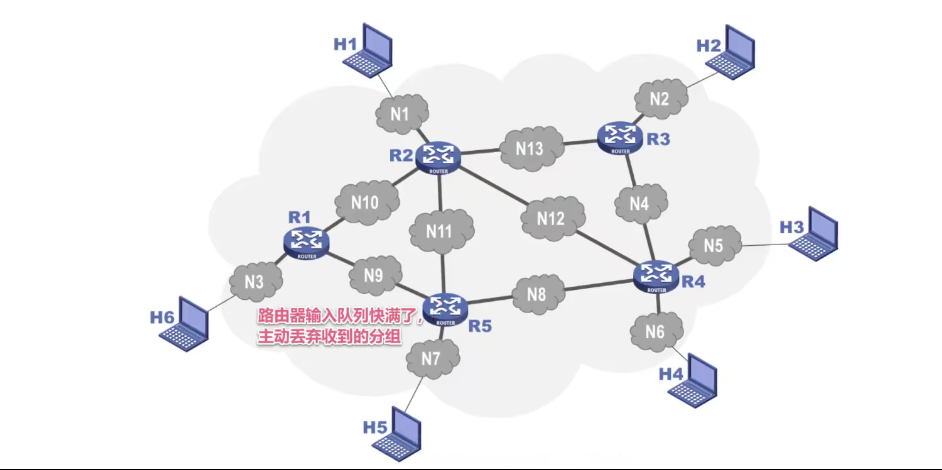 H1
H2
N1
N2
R2
ROUTER
N13
R3
ROUTER
N10
N11
N12
N4
R1
ROUTER
H3
N5
N3
N9
N8
R4
ROUTER
H6
路由器输入队列快满了,
主动丢弃收到的分组
R5
ROUTER
N6
N7
H4
H5